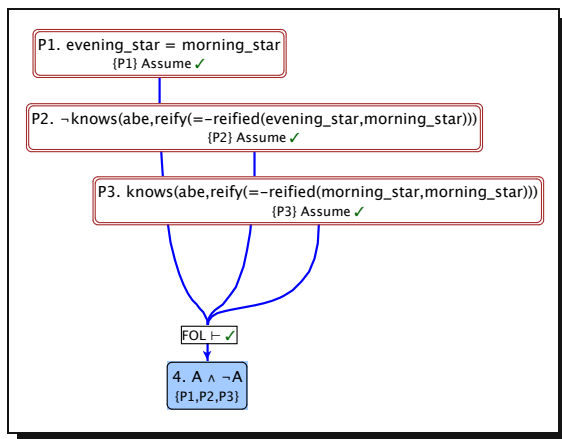 P1. evening_star = morning_star
{P1} Assume ✓
P2. ¬knows(abe,reify(=-reified(evening_star,morning_star)))
{P2} Assume ✓
P3. knows(abe,reify(=-reified(morning_star,morning_star)))
{P3} Assume ✓
FOL ⊢ ✓
4. A ∧ ¬A
{P1,P2,P3}